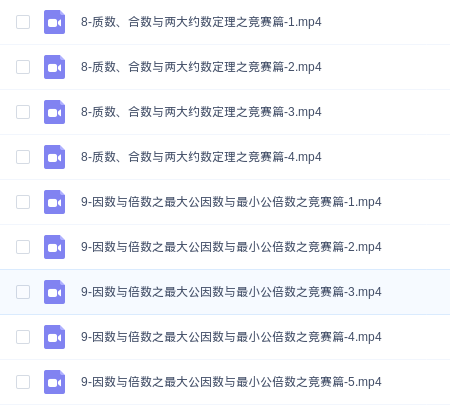 8-质数、合数与两大约数定理之竞赛篇-1.mp4
8-质数、合数与两大约数定理之竞赛篇-2.mp4
8-质数、合数与两大约数定理之竞赛篇-3.mp4
8-质数、合数与两大约数定理之竞赛篇-4.mp4
9-因数与倍数之最大公因数与最小公倍数之竞赛篇-1.mp4
9-因数与倍数之最大公因数与最小公倍数之竞赛篇-2.mp4
9-因数与倍数之最大公因数与最小公倍数之竞赛篇-3.mp4
9-因数与倍数之最大公因数与最小公倍数之竞赛篇-4.mp4
9-因数与倍数之最大公因数与最小公倍数之竞赛篇-5.mp4